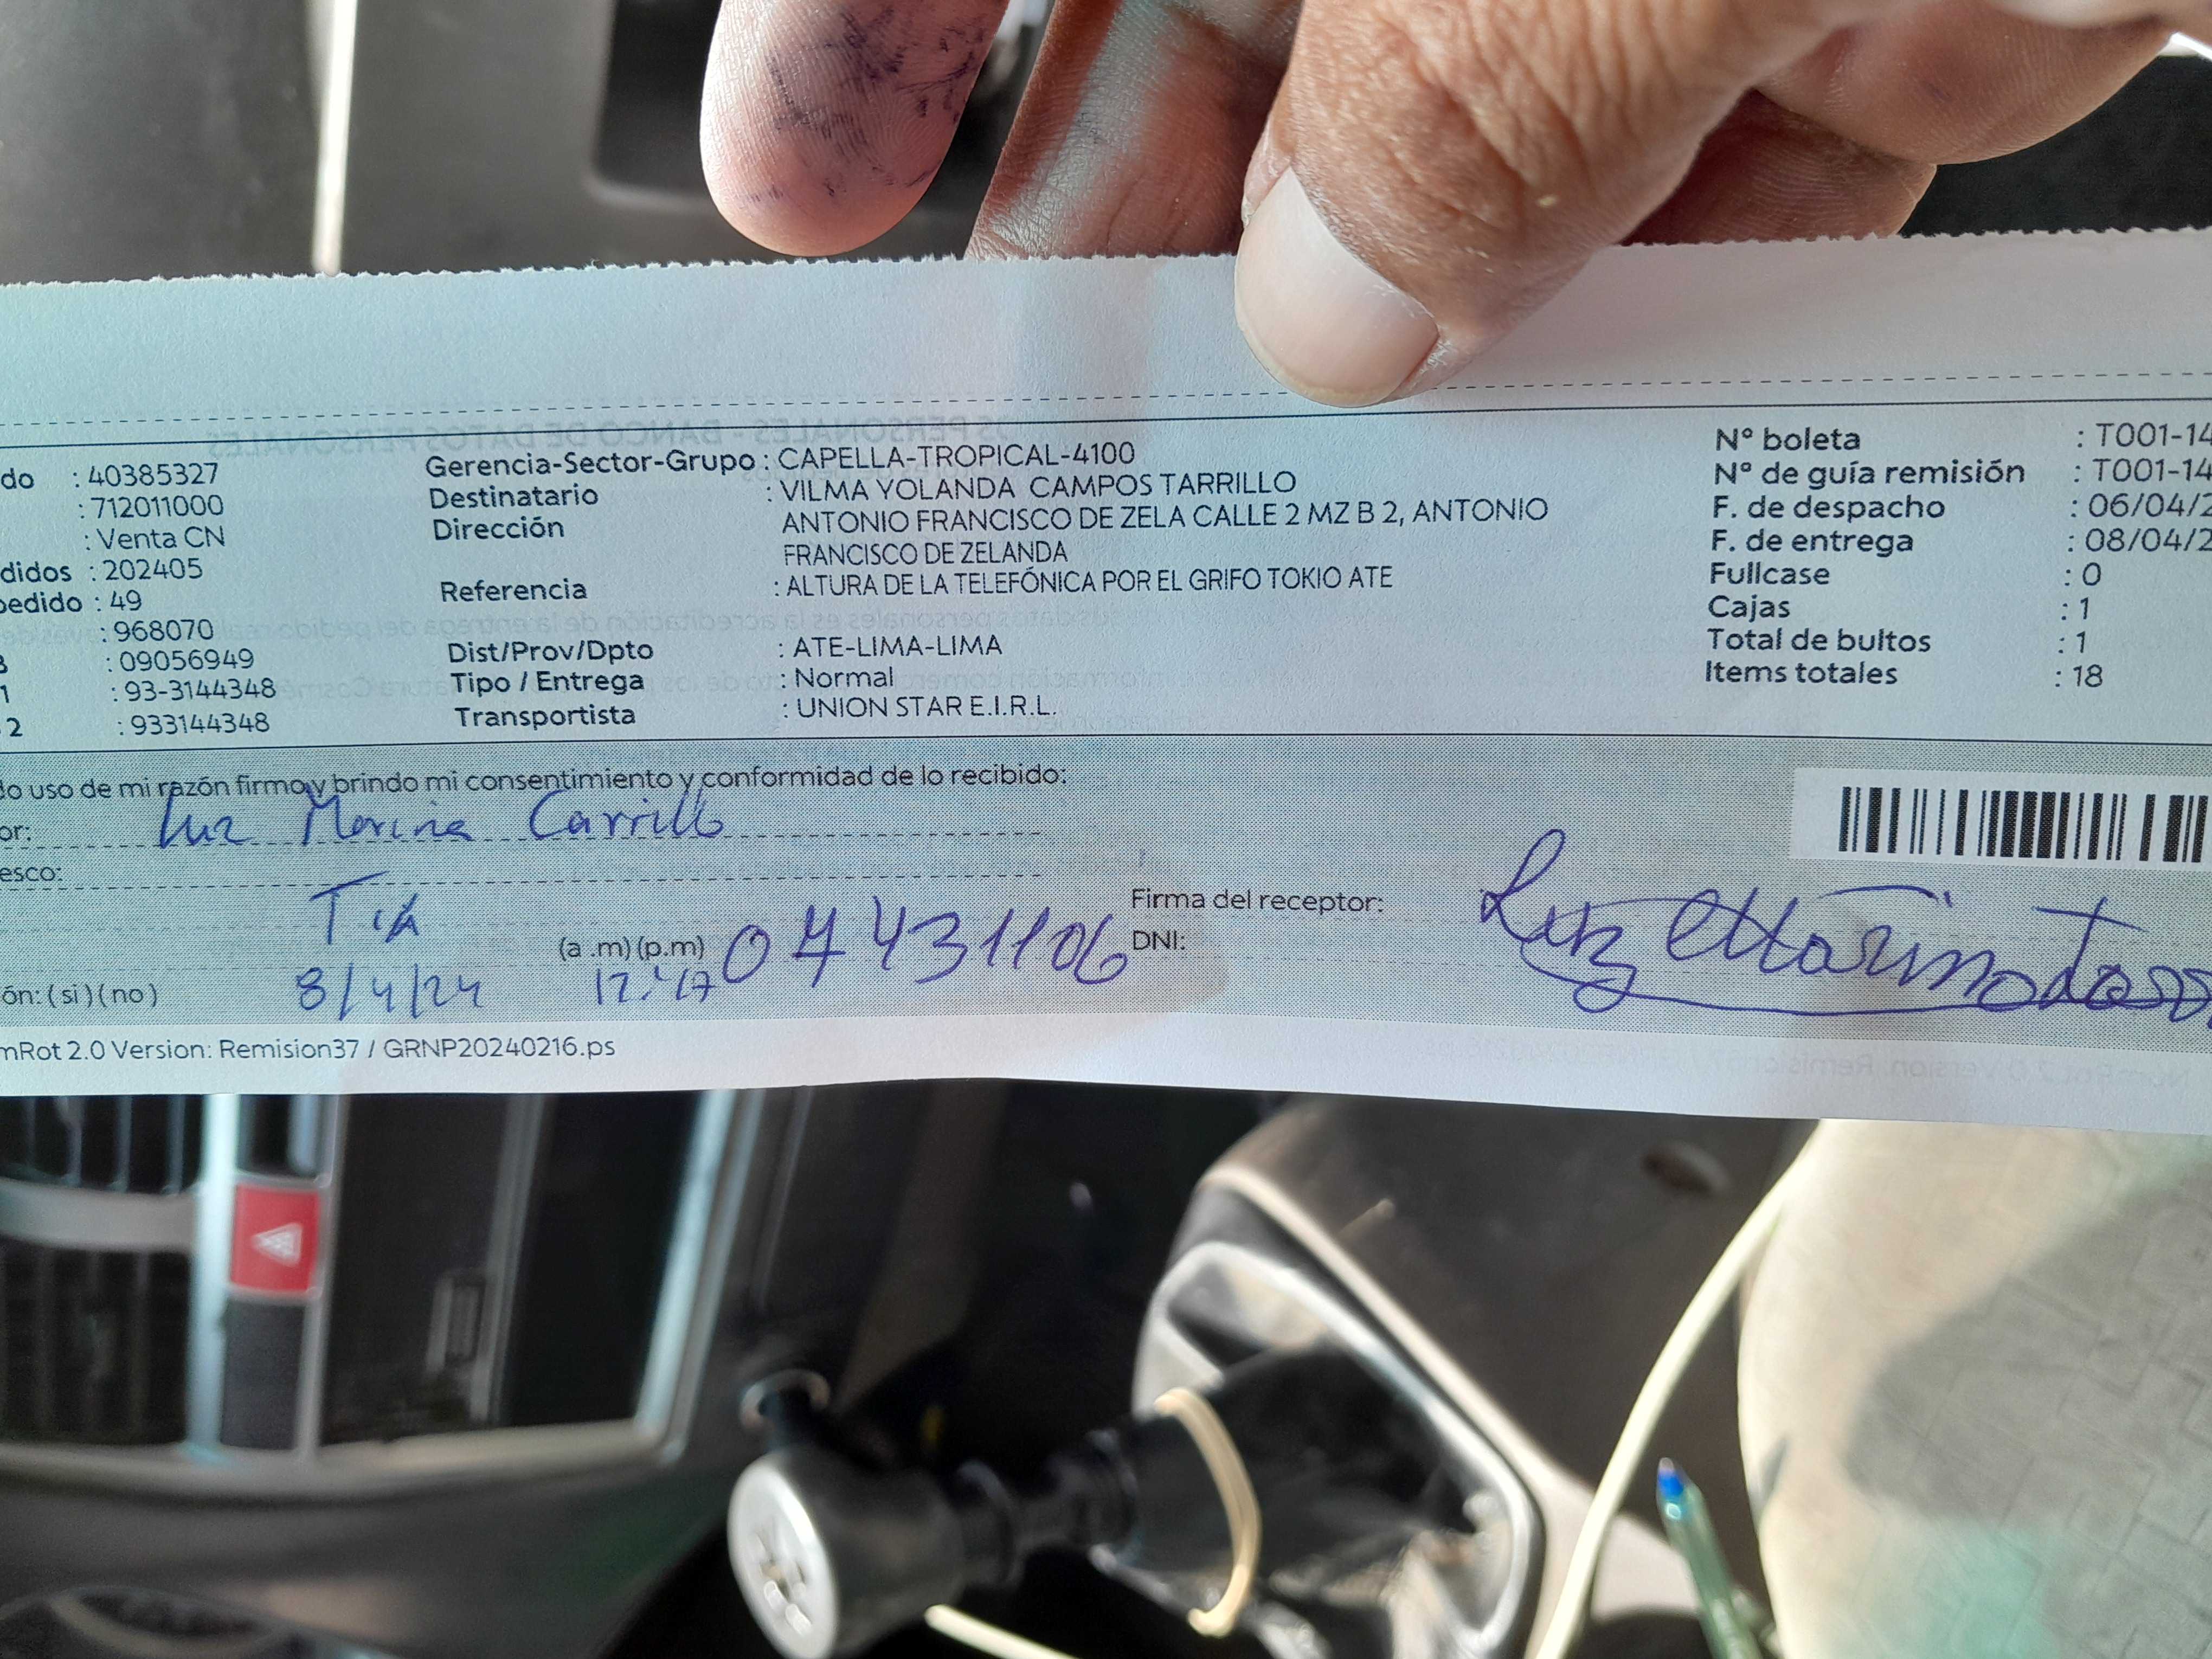 do : 40385327
: 712011000
: Venta CN
didos : 202405
pedido : 49
: 968070
: 09056949
1 : 93-3144348
2 : 933144348
Gerencia-Sector-Grupo : CAPELLA-TROPICAL-4100
Destinatario : VILMA YOLANDA CAMPOS TARRILLO
Dirección ANTONIO FRANCISCO DE ZELA CALLE 2 MZ B 2, ANTONIO
FRANCISCO DE ZELANDA
Referencia : ALTURA DE LA TELEFÓNICA POR EL GRIFO TOKIO ATE
Dist/Prov/Dpto : ATE-LIMA-LIMA
Tipo / Entrega : Normal
Transportista : UNION STAR E.I.R.L.
N° boleta : T001-14
N° de guía remisión : T001-14
F. de despacho : 06/04/2
F. de entrega : 08/04/2
Fullcase : 0
Cajas : 1
Total de bultos : 1
Items totales : 18
do uso de mi razón firmo y brindo mi consentimiento y conformidad de lo recibido:
or: Luz Marina Carrillo
esco:
Tía
(a .m) (p.m) 07431106
Firma del receptor: Luz Marina
DNI:
ón: ( si ) ( no ) 8/4/24 12:47
mRot 2.0 Version: Remision37 / GRNP20240216.ps